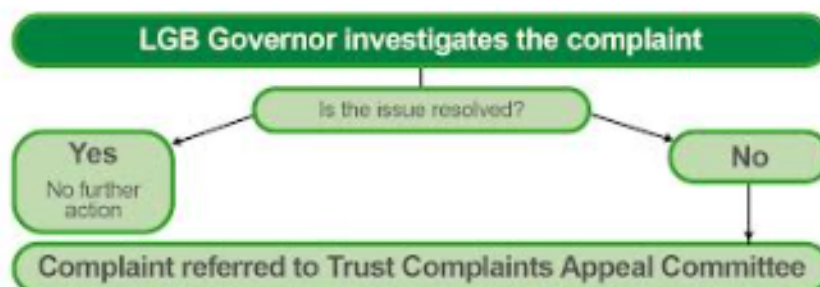 LGB Governor investigates the complaint
Is the issue resolved?
Yes
No further
action
No
Complaint referred to Trust Complaints Appeal Committee